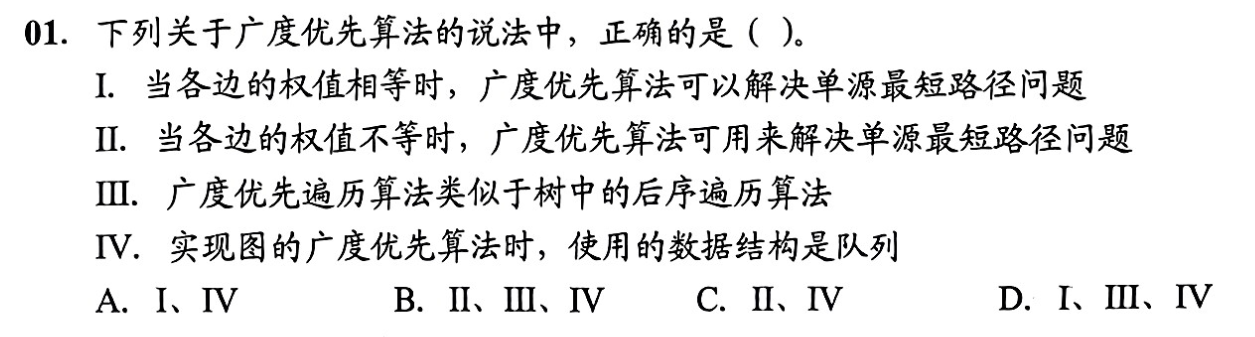 01. 下列关于广度优先算法的说法中，正确的是（ ）。
I. 当各边的权值相等时，广度优先算法可以解决单源最短路径问题
II. 当各边的权值不等时，广度优先算法可用来解决单源最短路径问题
III. 广度优先遍历算法类似于树中的后序遍历算法
IV. 实现图的广度优先算法时，使用的数据结构是队列
A. I、IV B. II、III、IV C. II、IV D. I、III、IV